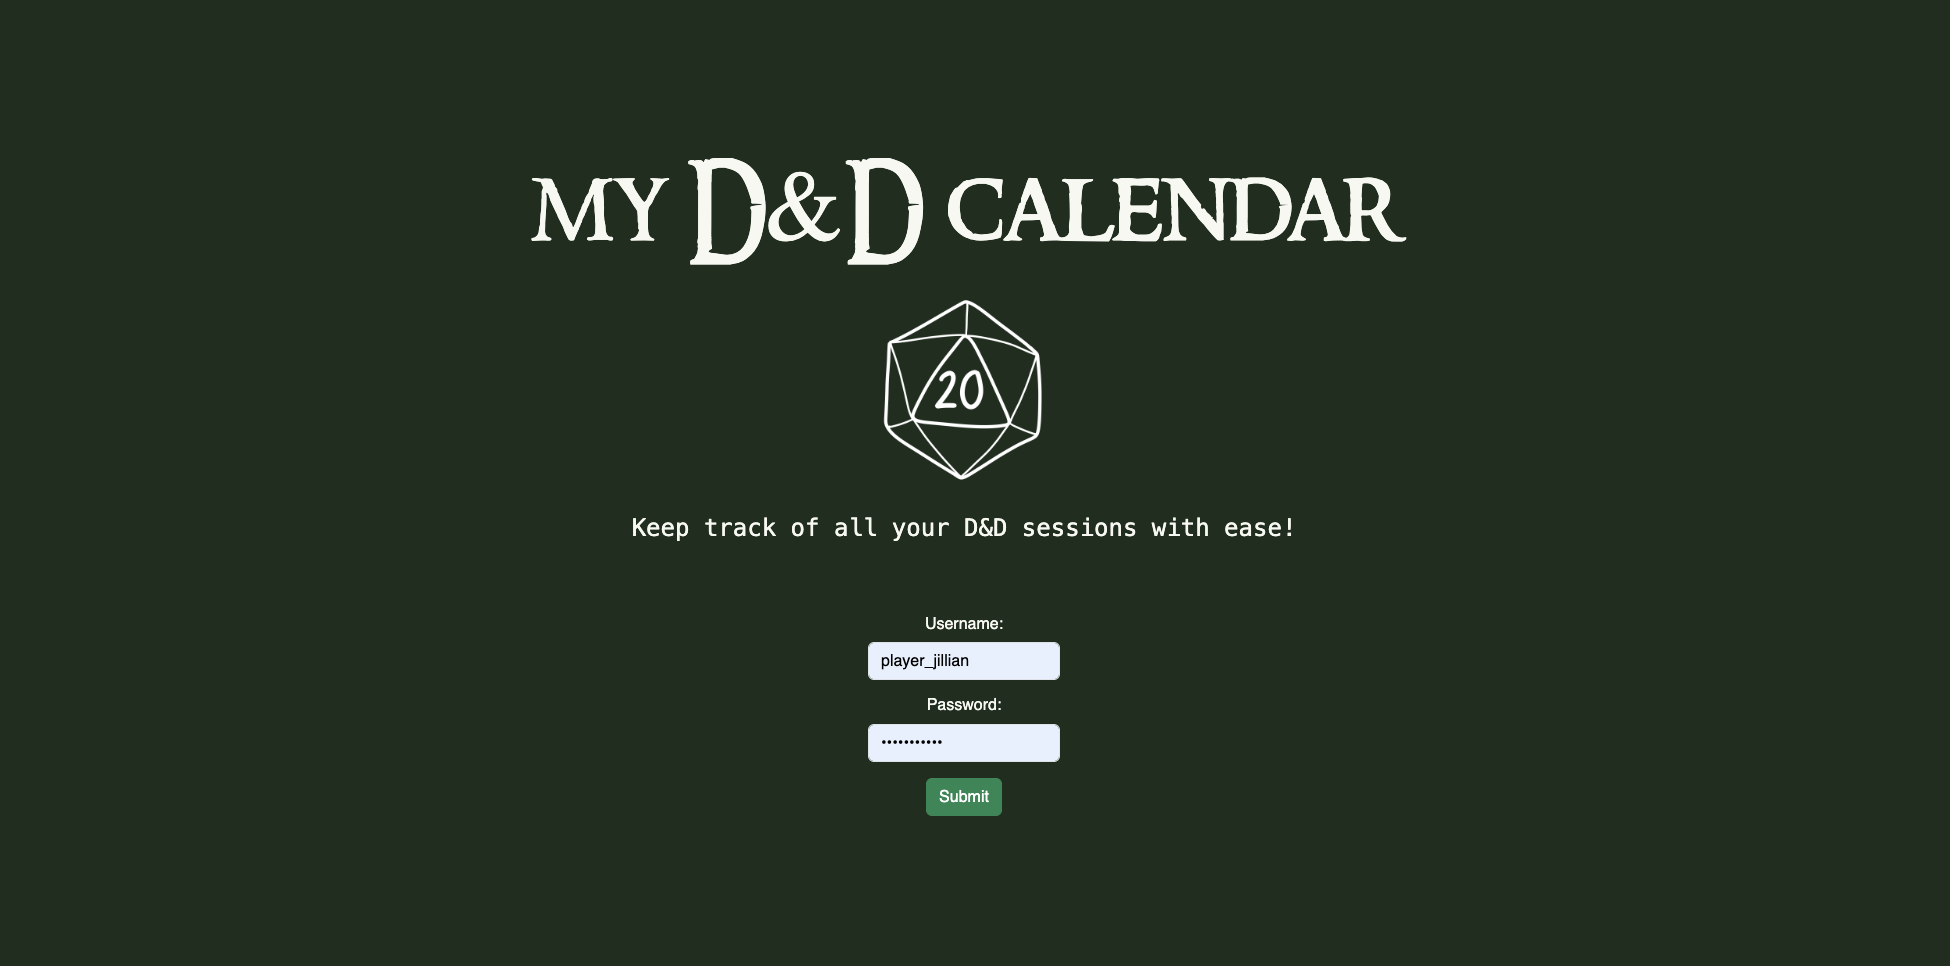 MY D&D CALENDAR
20
Keep track of all your D&D sessions with ease!
Username:
player_jillian
Password:
•••••••••••
Submit